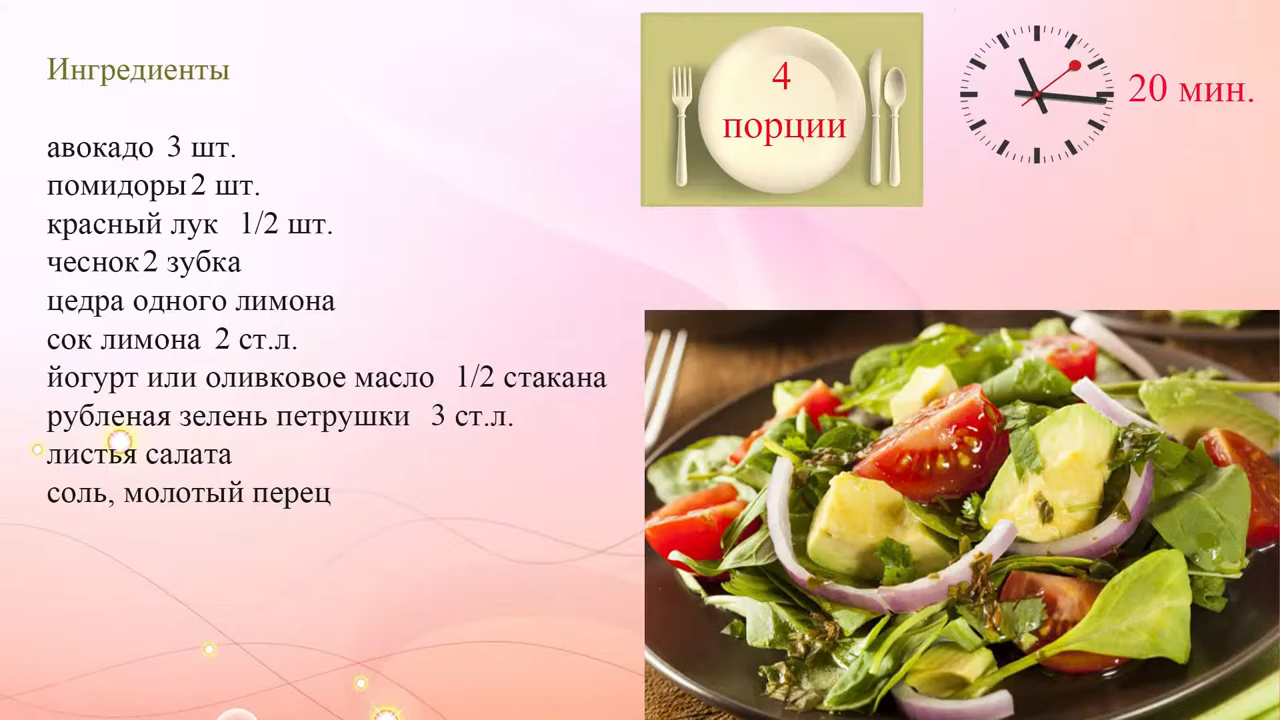 Ингредиенты
авокадо 3 шт.
помидоры 2 шт.
красный лук 1/2 шт.
чеснок 2 зубка
цедра одного лимона
сок лимона 2 ст.л.
йогурт или оливковое масло 1/2 стакана
рубленая зелень петрушки 3 ст.л.
листья салата
соль, молотый перец
4
порции
20 мин.